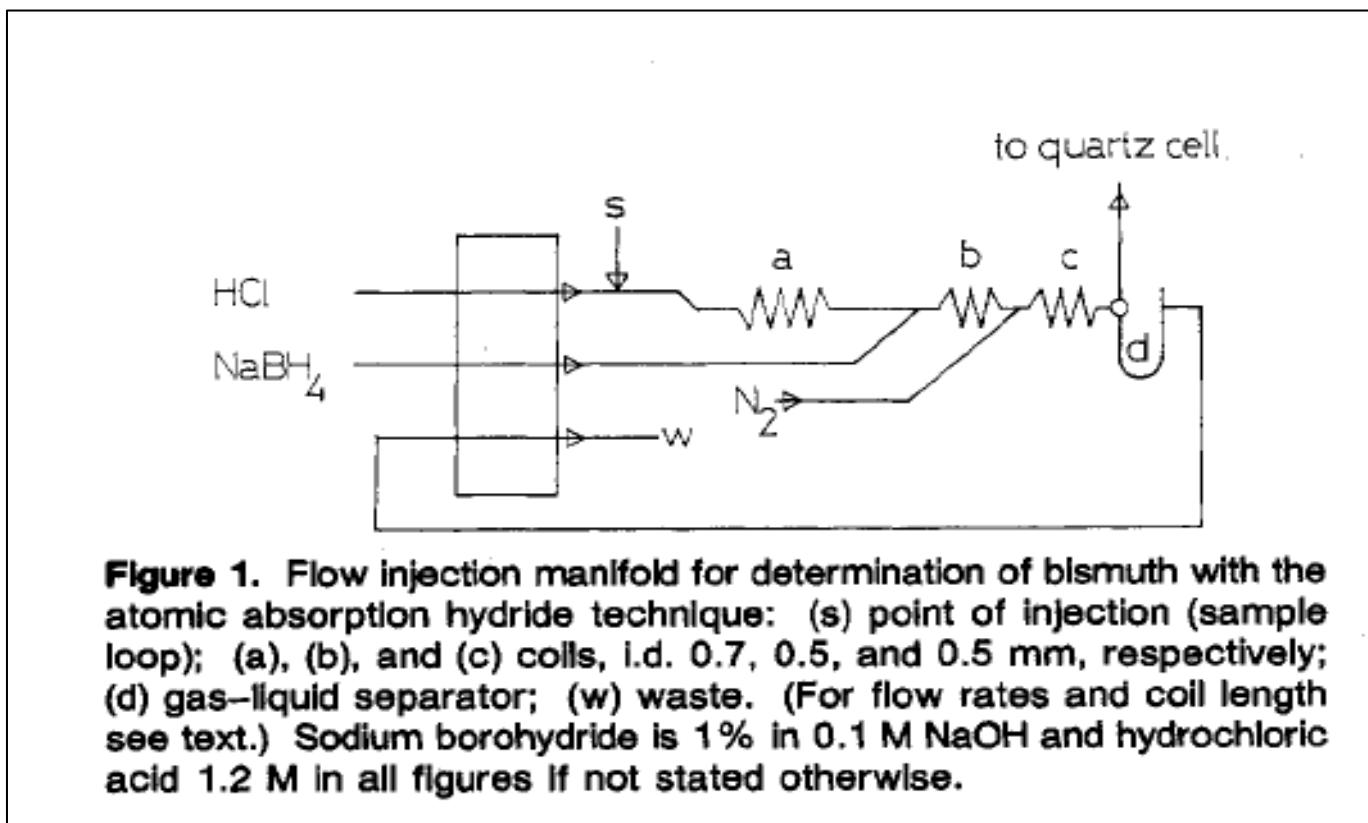 to quartz cell
s
a
b
c
HCl
NaBH4
d
N2
w
Figure 1. Flow injection manifold for determination of bismuth with the
atomic absorption hydride technique: (s) point of injection (sample
loop); (a), (b), and (c) coils, i.d. 0.7, 0.5, and 0.5 mm, respectively;
(d) gas–liquid separator; (w) waste. (For flow rates and coil length
see text.) Sodium borohydride is 1% in 0.1 M NaOH and hydrochloric
acid 1.2 M in all figures if not stated otherwise.